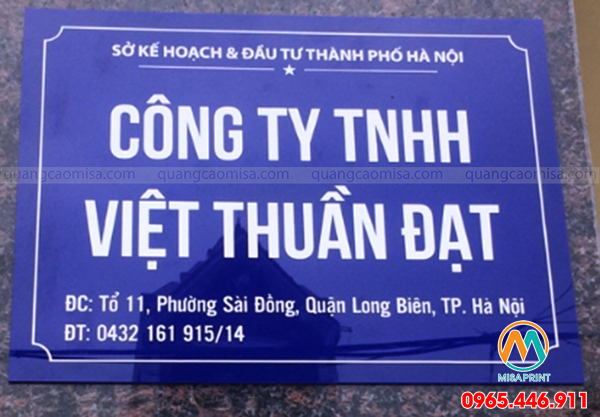 SỞ KẾ HOẠCH & ĐẦU TƯ THÀNH PHỐ HÀ NỘI
CÔNG TY TNHH
quangcaomisa.com quangcaomisa.com quangcaomisa.com quangcaomisa.com
VIỆT THUẦN ĐẠT
ĐC: Tổ 11, Phường Sài Đồng, Quận Long Biên, TP. Hà Nội
ĐT: 0432 161 915/14
MISAPRINT
0965.446.911